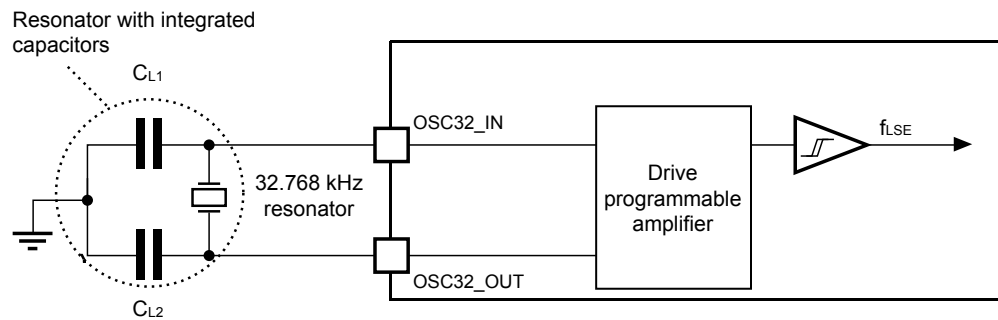 Resonator with integrated
capacitors
CL1
OSC32_IN
fLSE
32.768 kHz
resonator
Drive
programmable
amplifier
OSC32_OUT
CL2